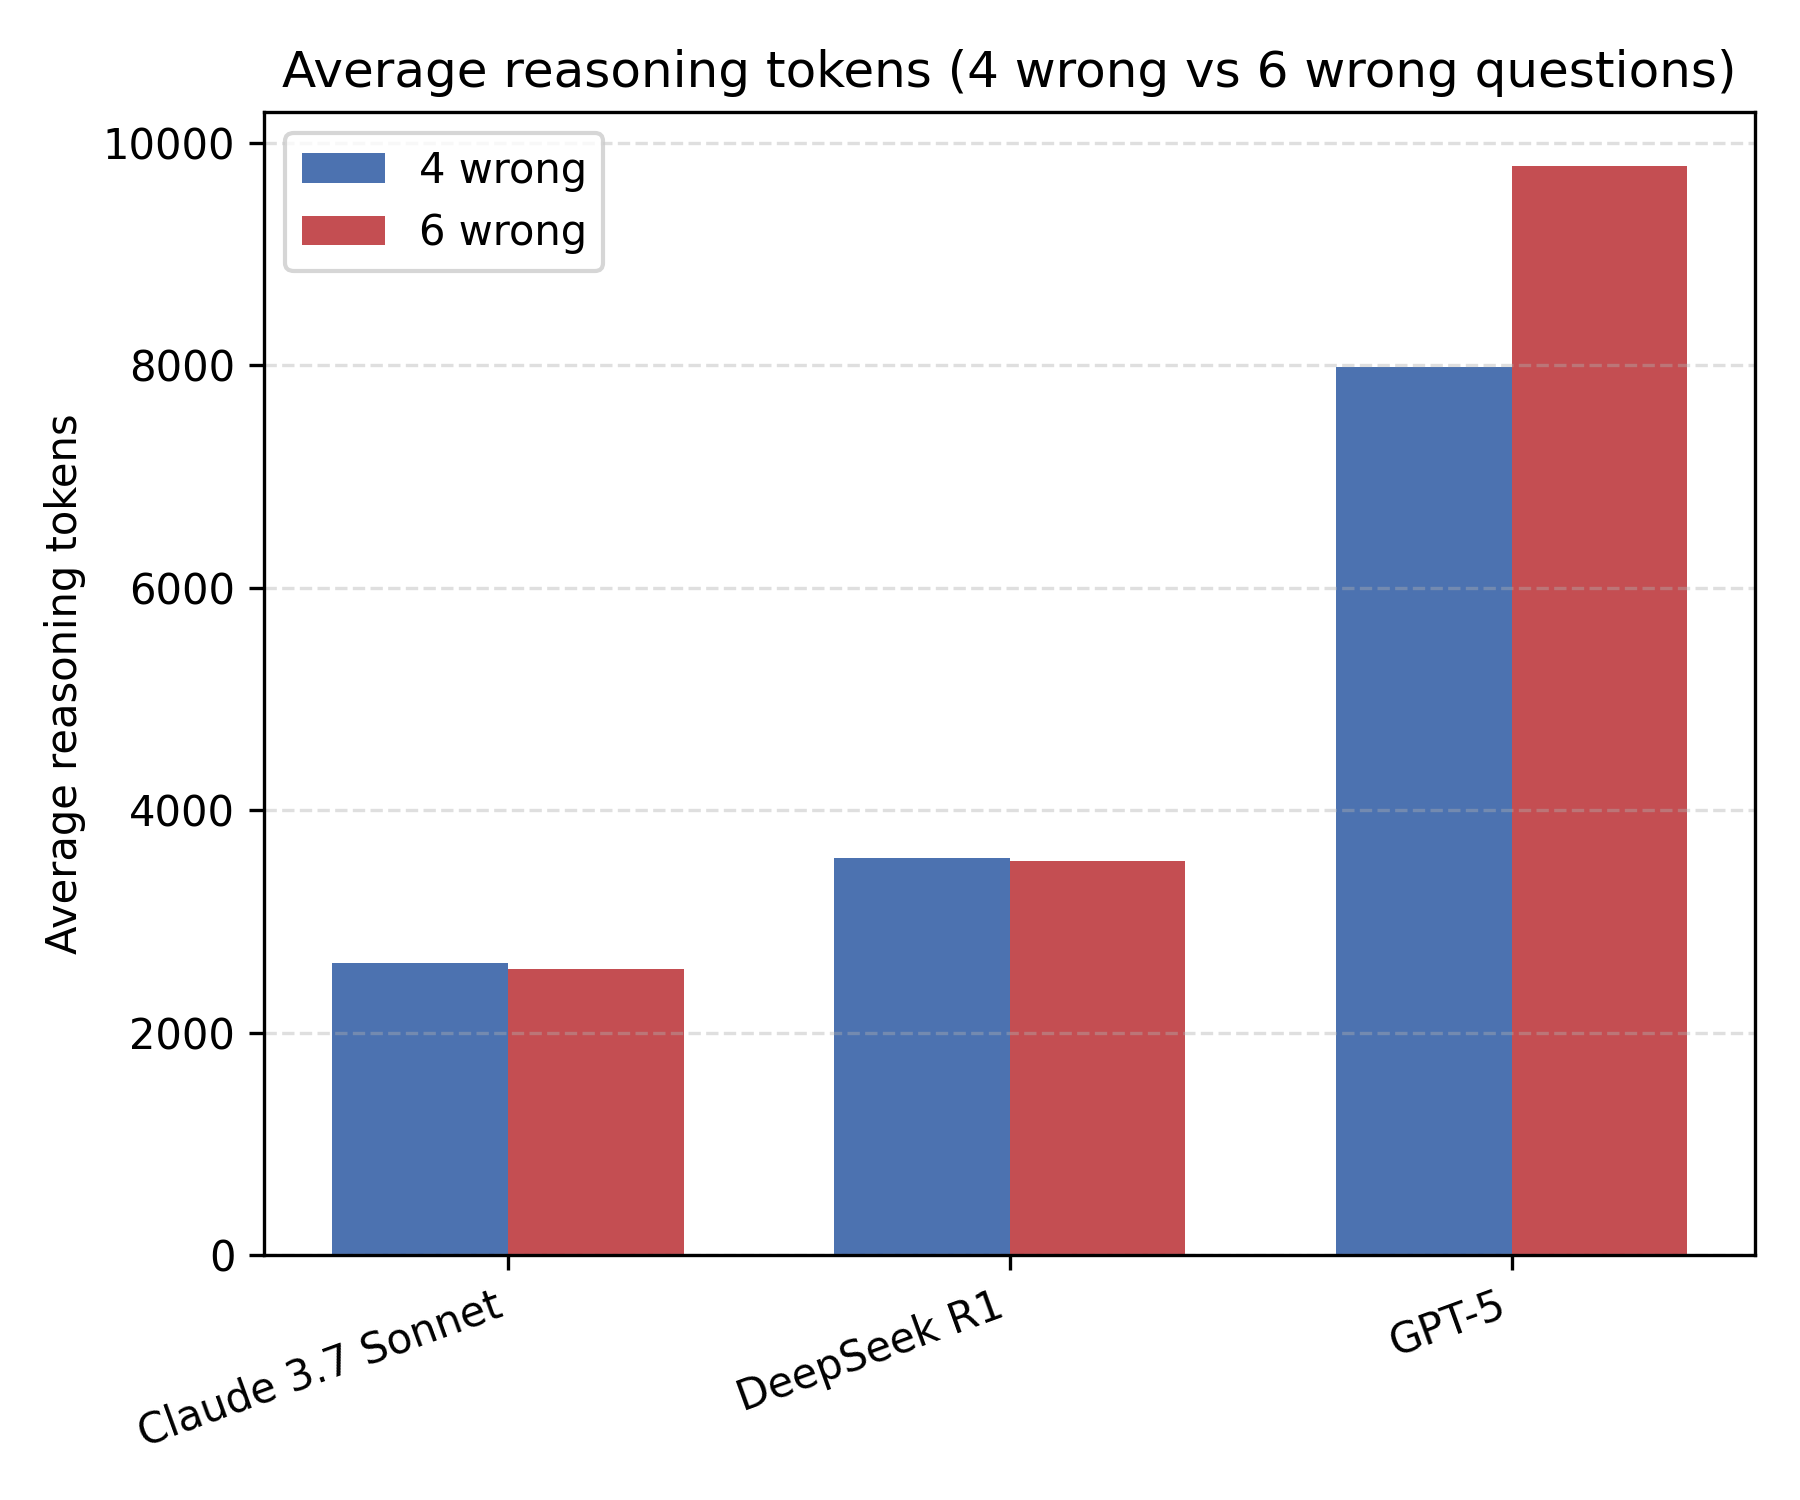 Average reasoning tokens (4 wrong vs 6 wrong questions)
10000
4 wrong
6 wrong
8000
6000
4000
2000
0
Average reasoning tokens
Claude 3.7 Sonnet
DeepSeek R1
GPT-5